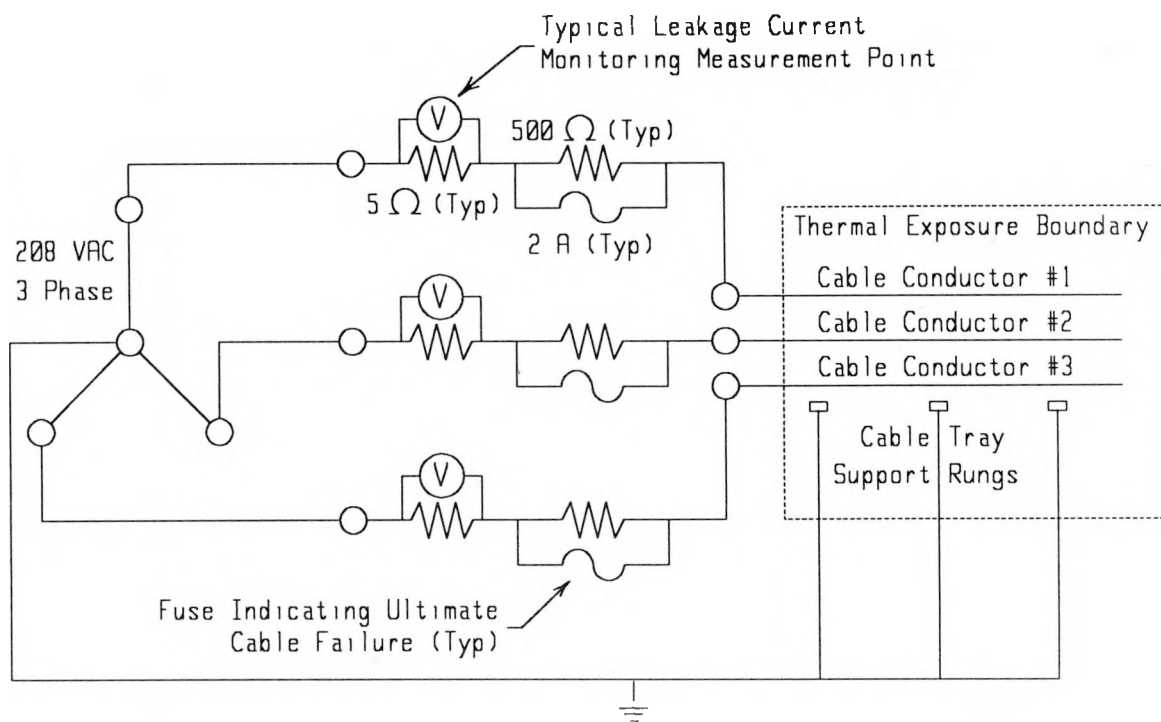 Typical Leakage Current
Monitoring Measurement Point
V
500 Ω (Typ)
5 Ω (Typ)
2 A (Typ)
208 VAC
3 Phase
Thermal Exposure Boundary
Cable Conductor #1
V
Cable Conductor #2
Cable Conductor #3
Cable Tray
Support Rungs
V
Fuse Indicating Ultimate
Cable Failure (Typ)